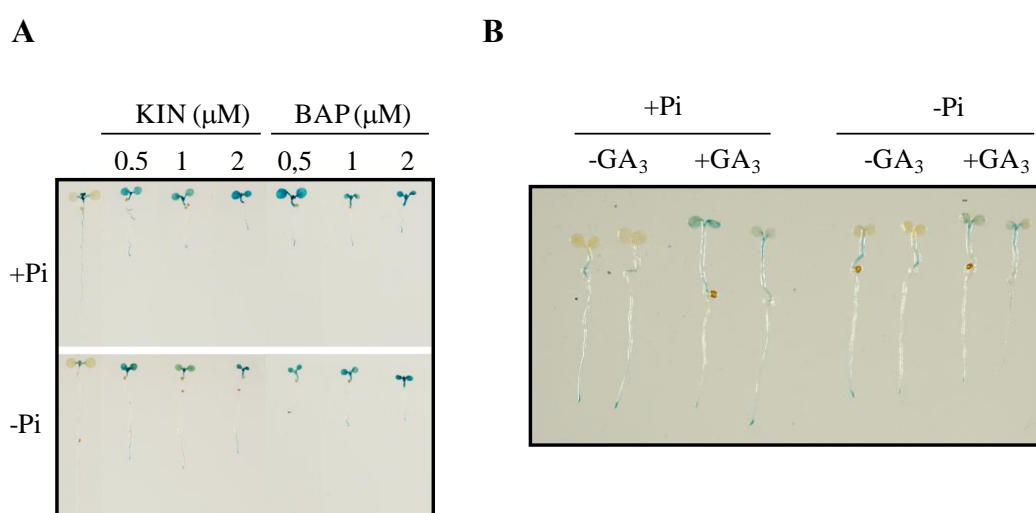 A
KIN (μM) BAP (μM)
0.5 1 2 0,5 1 2
+Pi
-Pi
B
+Pi -Pi
-GA₃ +GA₃ -GA₃ +GA₃